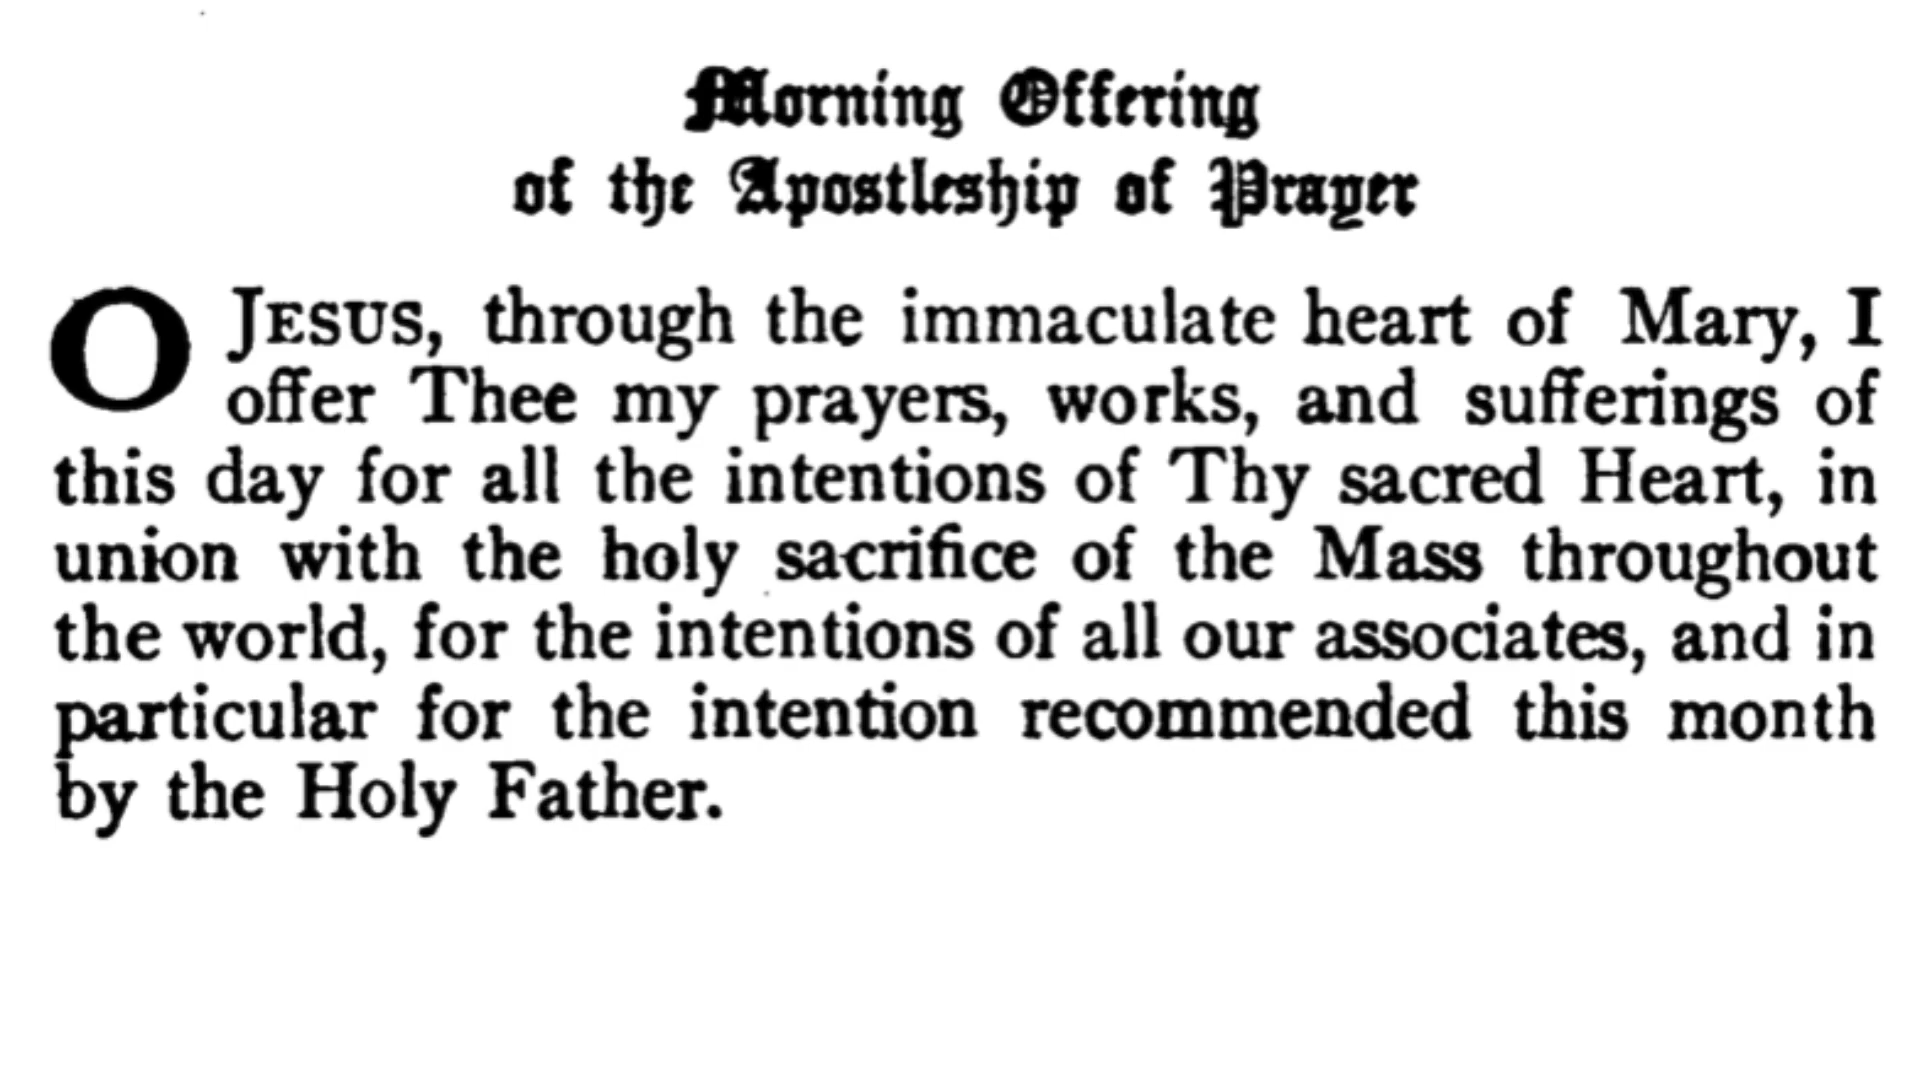 Morning Offering
of the Apostleship of Prayer
O JESUS, through the immaculate heart of Mary, I
offer Thee my prayers, works, and sufferings of
this day for all the intentions of Thy sacred Heart, in
union with the holy sacrifice of the Mass throughout
the world, for the intentions of all our associates, and in
particular for the intention recommended this month
by the Holy Father.